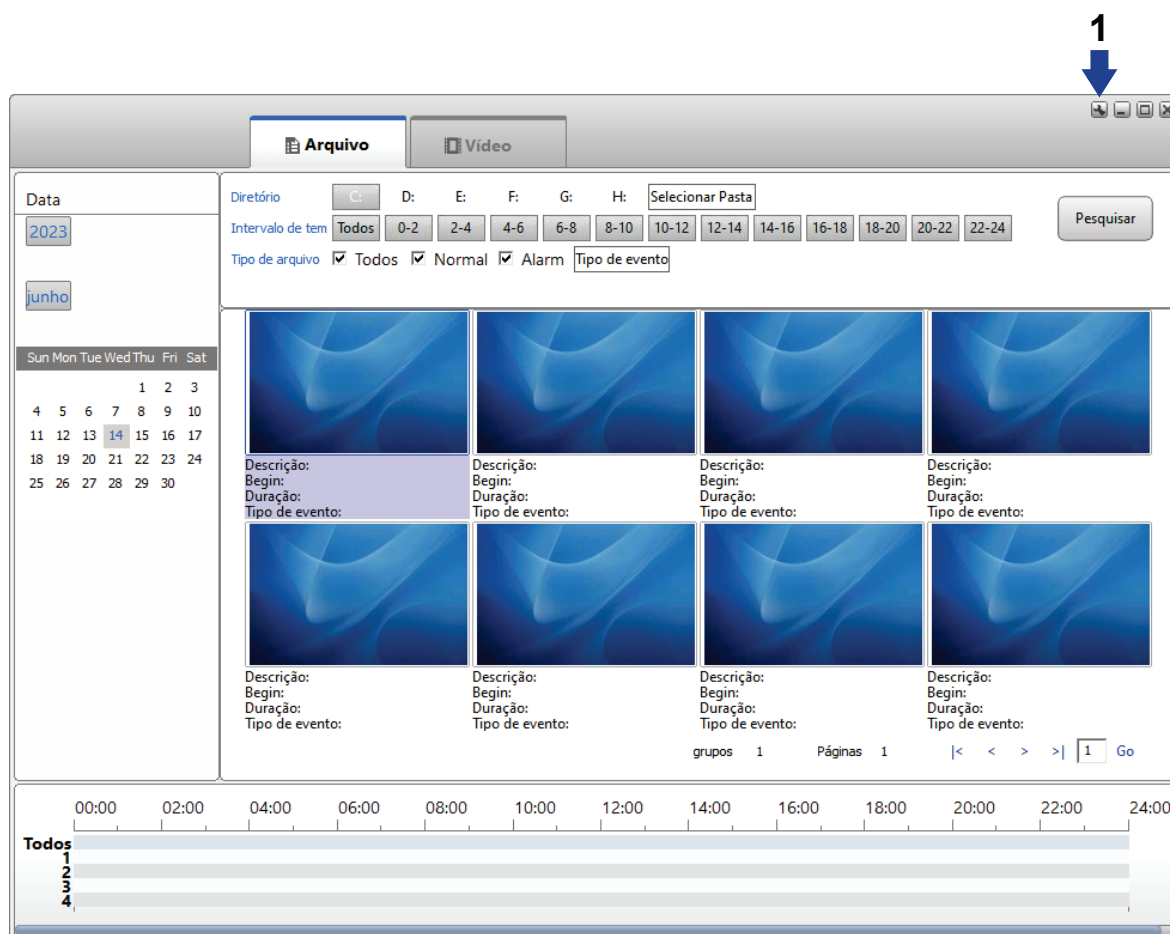 1
Arquivo Vídeo
Data
2023
junho
Sun Mon Tue Wed Thu Fri Sat
1 2 3
4 5 6 7 8 9 10
11 12 13 14 15 16 17
18 19 20 21 22 23 24
25 26 27 28 29 30
Diretório C: D: E: F: G: H: Selecionar Pasta
Intervalo de tem Todos 0-2 2-4 4-6 6-8 8-10 10-12 12-14 14-16 16-18 18-20 20-22 22-24
Tipo de arquivo Todos Normal Alarm Tipo de evento
Pesquisar
Descrição: Descrição: Descrição: Descrição:
Begin: Begin: Begin: Begin:
Duração: Duração: Duração: Duração:
Tipo de evento: Tipo de evento: Tipo de evento: Tipo de evento:
Descrição: Descrição: Descrição: Descrição:
Begin: Begin: Begin: Begin:
Duração: Duração: Duração: Duração:
Tipo de evento: Tipo de evento: Tipo de evento: Tipo de evento:
grupos 1 Páginas 1 |< < > >| 1 Go
00:00 02:00 04:00 06:00 08:00 10:00 12:00 14:00 16:00 18:00 20:00 22:00 24:00
Todos
1
2
3
4